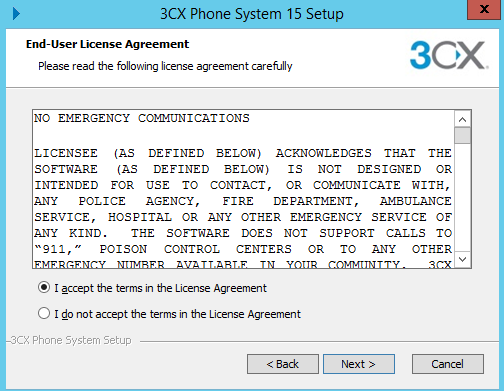 3CX Phone System 15 Setup
x
End-User License Agreement
Please read the following license agreement carefully
3CX
NO EMERGENCY COMMUNICATIONS
LICENSEE (AS DEFINED BELOW) ACKNOWLEDGES THAT THE
SOFTWARE (AS DEFINED BELOW) IS NOT DESIGNED OR
INTENDED FOR USE TO CONTACT, OR COMMUNICATE WITH,
ANY POLICE AGENCY, FIRE DEPARTMENT, AMBULANCE
SERVICE, HOSPITAL OR ANY OTHER EMERGENCY SERVICE OF
ANY KIND. THE SOFTWARE DOES NOT SUPPORT CALLS TO
“911,” POISON CONTROL CENTERS OR TO ANY OTHER
EMERGENCY NUMBER AVAILABLE IN YOUR COMMUNITY. 3CX
I accept the terms in the License Agreement
I do not accept the terms in the License Agreement
3CX Phone System Setup
< Back
Next >
Cancel